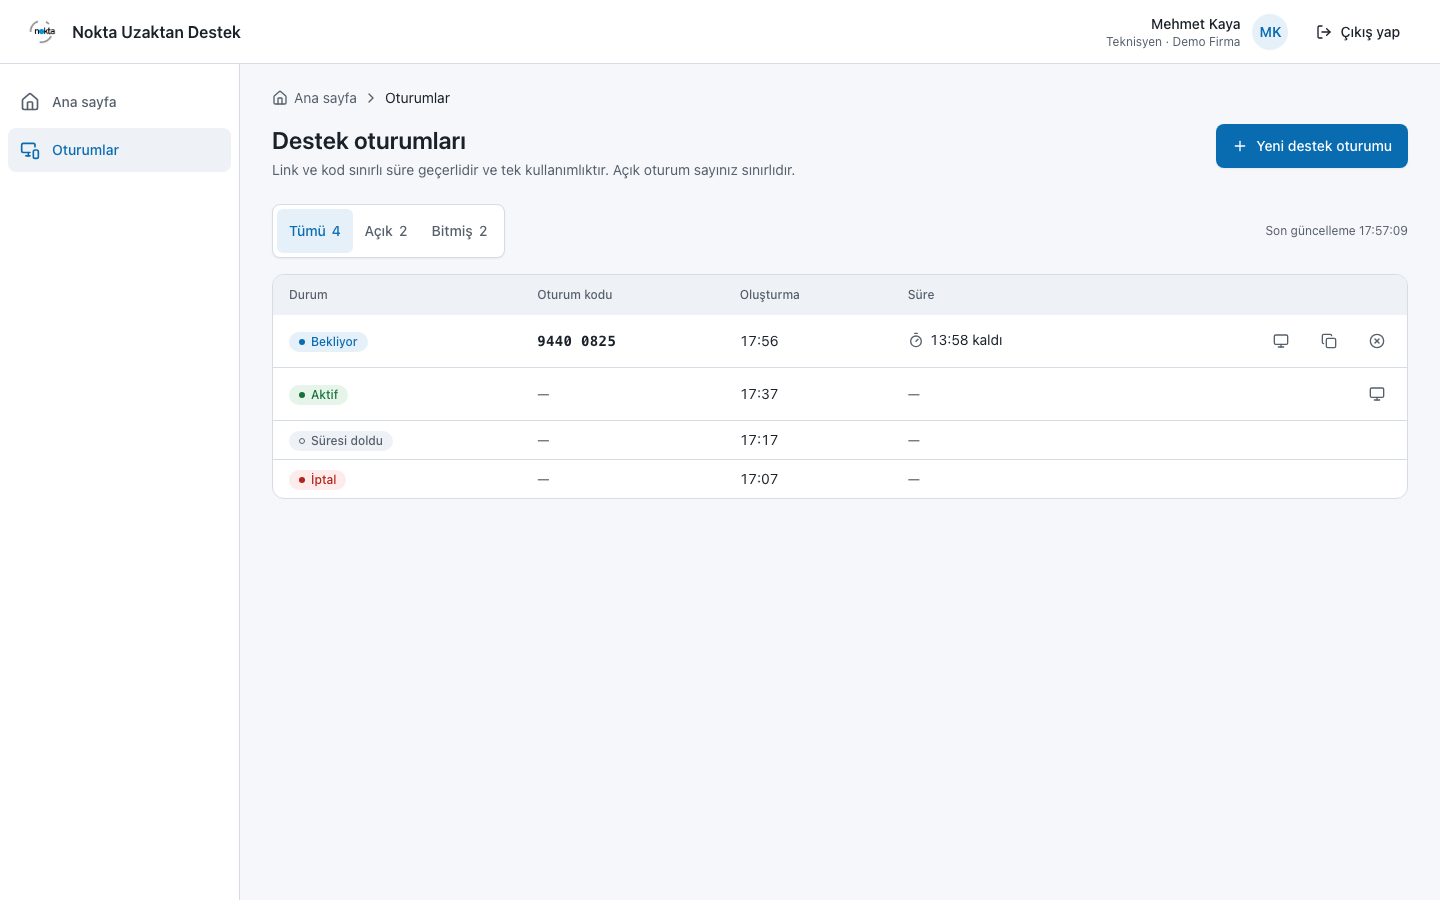 nokta
Nokta Uzaktan Destek
Mehmet Kaya
Teknisyen · Demo Firma
MK
Çıkış yap
Ana sayfa
Oturumlar
Ana sayfa > Oturumlar
Destek oturumları
Link ve kod sınırlı süre geçerlidir ve tek kullanımlıktır. Açık oturum sayınız sınırlıdır.
+ Yeni destek oturumu
Tümü 4 Açık 2 Bitmiş 2
Son güncelleme 17:57:09
Durum Oturum kodu Oluşturma Süre
Bekliyor 9440 0825 17:56 13:58 kaldı
Aktif — 17:37 —
Süresi doldu — 17:17 —
İptal — 17:07 —